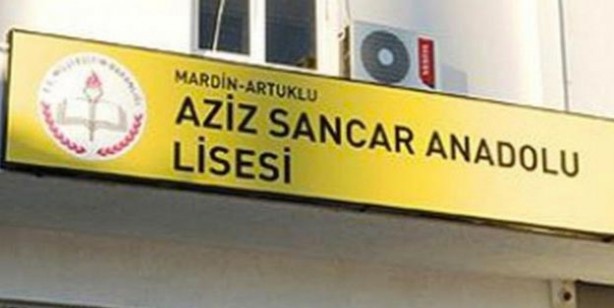 MARDİN-ARTUKLU
AZİZ SANCAR ANADOLU
LİSESİ